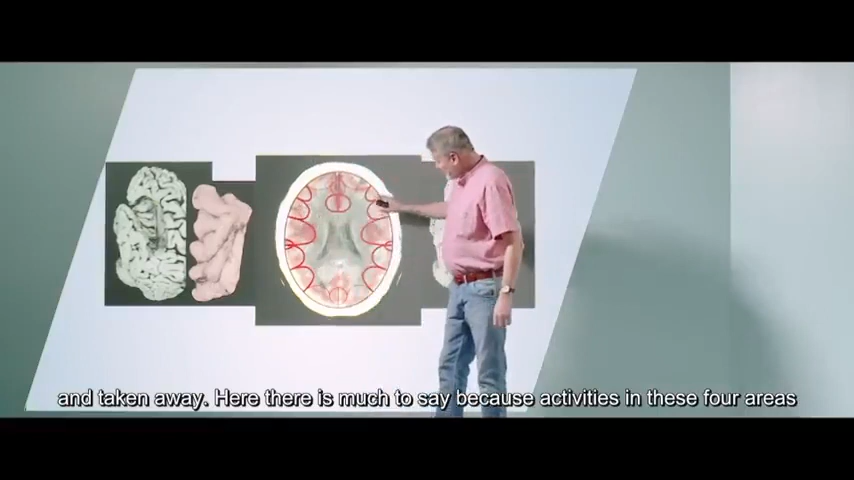 and taken away. Here there is much to say because activities in these four areas